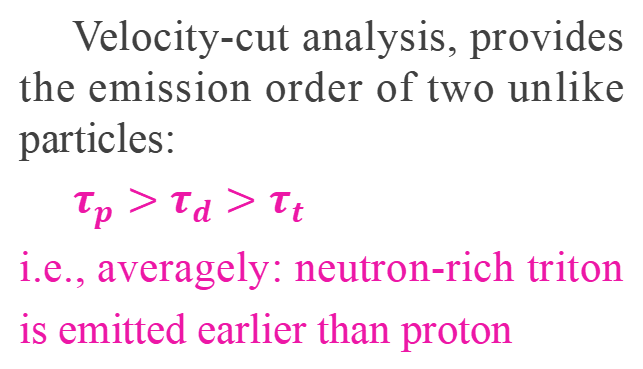 Velocity-cut analysis, provides
the emission order of two unlike
particles:
τp > τd > τt
i.e., averagely: neutron-rich triton
is emitted earlier than proton